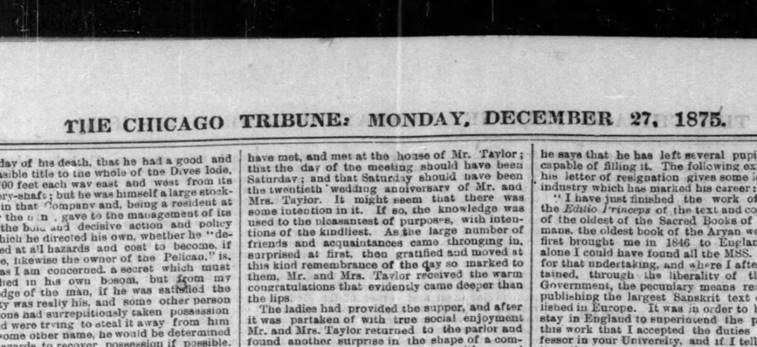 THE CHICAGO TRIBUNE: MONDAY, DECEMBER 27, 1875.
day of his death, that he had a good and
sible title to the whole of the Dives lode,
00 feet each way east and west from its
ery-shaft; but he was himself a large stock-
in that Company and, being a resident at
the , gave to the management of its
the and decisive action and policy
hich he directed his own, whether he "de-
ed at all hazards and cost to become, if
e, likewise the owner of the Pelican," is,
as I am concerned, a secret which must
ied in his own bosom, but from my
dge of the man, if he was satisfied the
ty was really his, and some other person
ons had surreptitiously taken possession
d were trying to steal it away from him
some other name, he would be determined
hazards to recover possession if possible.
have met, and met at the house of Mr. Taylor;
that the day of the meeting should have been
Saturday; and that Saturday should have been
the twentieth wedding anniversary of Mr. and
Mrs. Taylor. It might seem that there was
some intention in it. If so, the knowledge was
used to the pleasantest of purposes, with inten-
tions of the kindliest. As the large number of
friends and acquaintances came thronging in,
surprised at first, then gratified and moved at
this kind remembrance of the day so marked to
them, Mr. and Mrs. Taylor received the warm
congratulations that evidently came deeper than
the lips.
The ladies had provided the supper, and after
it was partaken of with true social enjoyment
Mr. and Mrs. Taylor returned to the parlor and
found another surprise in the shape of a com-
he says that he has left several pupi
capable of filling it. The following ex
his letter of resignation gives some i
industry which has marked his career:
"I have just finished the work of
the Editio Princeps of the text and co
of the oldest of the Sacred Books of
mans, the oldest book of the Aryan w
first brought me in 1846 to Englan
alone I could have found all the MSS.
for that undertaking, and where I afte
tained, through the liberality of th
Government, the pecuniary means re
publishing the largest Sanskrit text
lished in Europe. It was in order to
stay in England to superintend the p
this work that I accepted the duties
fessor in your University, and if I tell